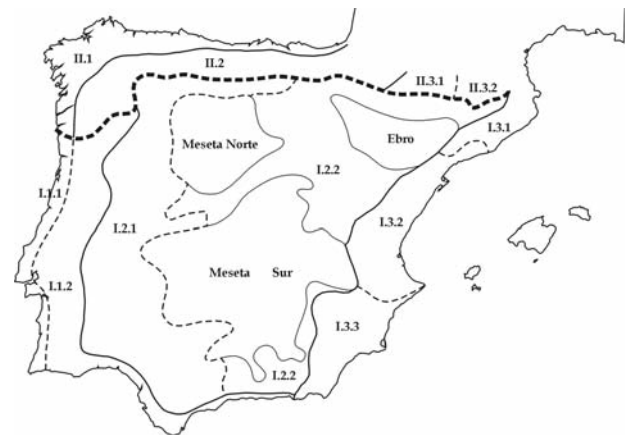 II.1
II.2
II.3.1
II.3.2
Meseta Norte
Ebro
I.3.1
I.2.2
I.1.1
I.2.1
I.3.2
Meseta Sur
I.1.2
I.3.3
I.2.2